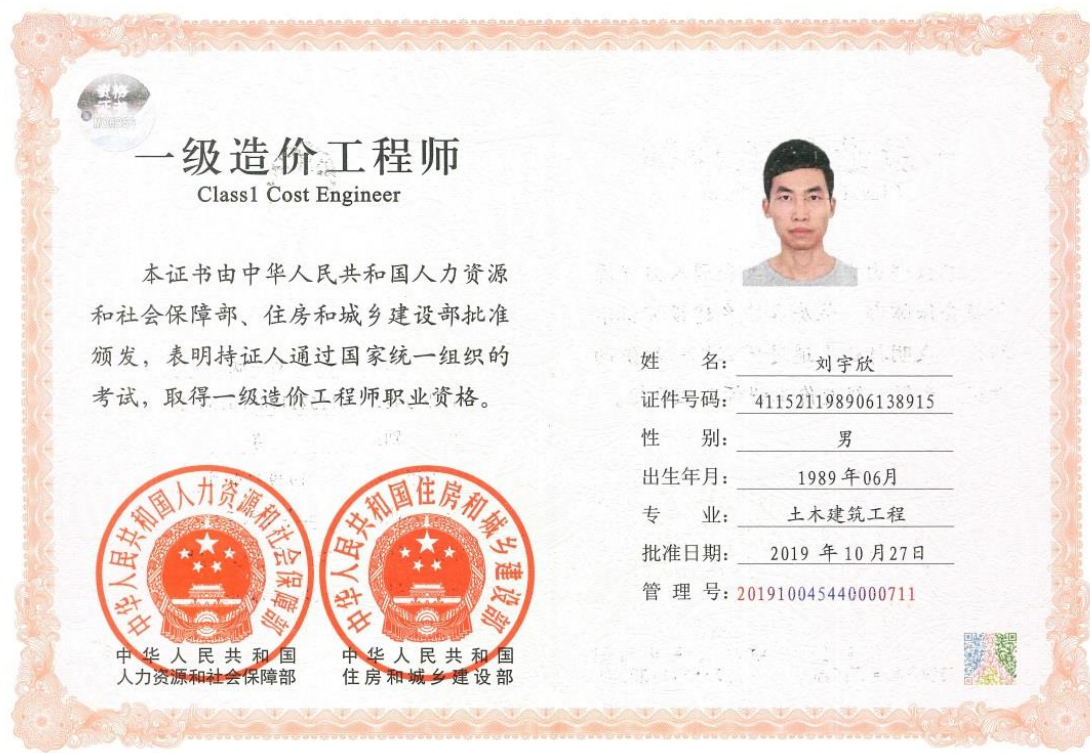 资格
证书
一级造价工程师
Class1 Cost Engineer
本证书由中华人民共和国人力资源
和社会保障部、住房和城乡建设部批准
颁发，表明持证人通过国家统一组织的
考试，取得一级造价工程师职业资格。
中华人民共和国人力资源和社会保障部
中华人民共和国住房和城乡建设部
中华人民共和国
人力资源和社会保障部
中华人民共和国
住房和城乡建设部
姓 名：刘宇欣
证件号码：411521198906138915
性 别：男
出生年月：1989年06月
专 业：土木建筑工程
批准日期：2019 年 10 月27日
管 理 号：201910045440000711